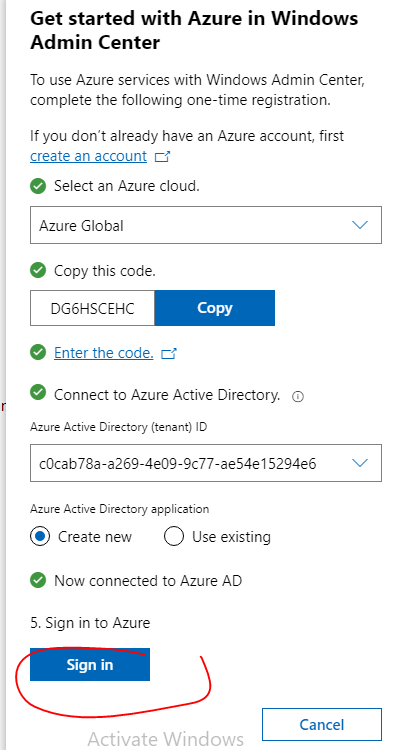 Get started with Azure in Windows
Admin Center
To use Azure services with Windows Admin Center,
complete the following one-time registration.
If you don't already have an Azure account, first
create an account
Select an Azure cloud.
Azure Global
Copy this code.
DG6HSCEHC
Copy
Enter the code.
Connect to Azure Active Directory.
Azure Active Directory (tenant) ID
c0cab78a-a269-4e09-9c77-ae54e15294e6
Azure Active Directory application
Create new
Use existing
Now connected to Azure AD
5. Sign in to Azure
Sign in
Activate Windows
Cancel